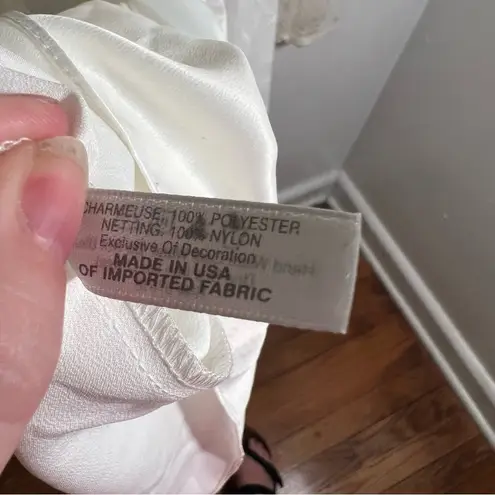 CHARMEUSE: 100% POLYESTER
NETTING: 100% NYLON
Exclusive Of Decoration
MADE IN USA
OF IMPORTED FABRIC